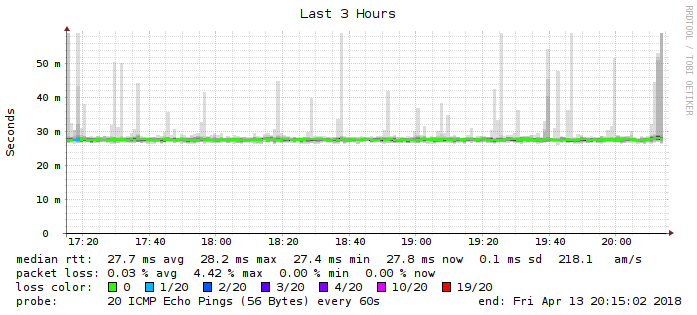 Last 3 Hours
RRDTOOL / TOBI OETIKER
Seconds
50 m
40 m
30 m
20 m
10 m
0
17:20 17:40 18:00 18:20 18:40 19:00 19:20 19:40 20:00
median rtt: 27.7 ms avg 28.2 ms max 27.4 ms min 27.8 ms now 0.1 ms sd 218.1 am/s
packet loss: 0.03 % avg 4.42 % max 0.00 % min 0.00 % now
loss color: 0 1/20 2/20 3/20 4/20 10/20 19/20
probe: 20 ICMP Echo Pings (56 Bytes) every 60s end: Fri Apr 13 20:15:02 2018